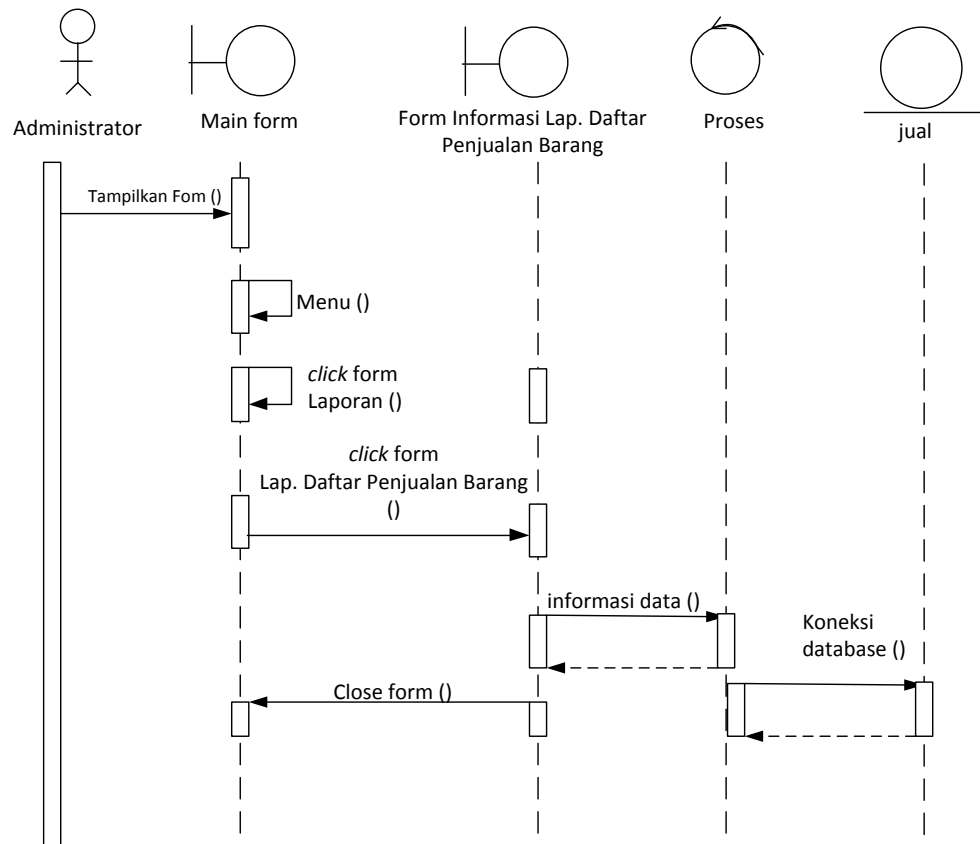 Administrator
Main form
Form Informasi Lap. Daftar
Penjualan Barang
Proses
jual
Tampilkan Fom ()
Menu ()
click form
Laporan ()
click form
Lap. Daftar Penjualan Barang
()
informasi data ()
Koneksi
database ()
Close form ()